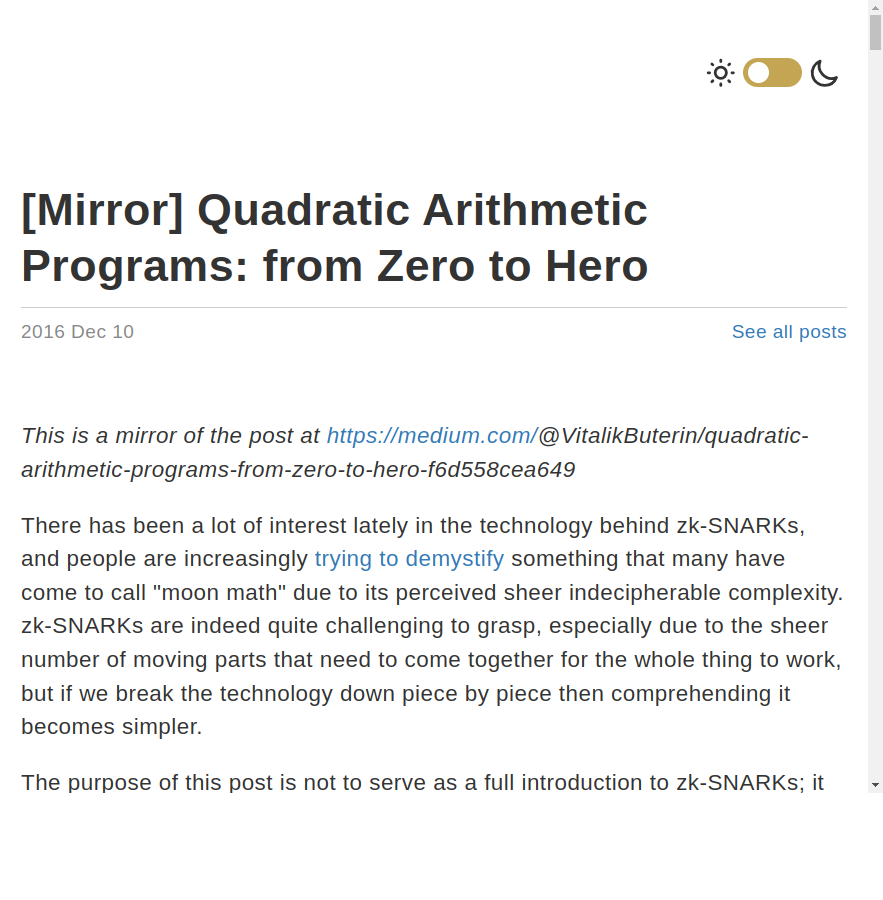 [Mirror] Quadratic Arithmetic
Programs: from Zero to Hero
2016 Dec 10 See all posts
This is a mirror of the post at https://medium.com/@VitalikButerin/quadratic-
arithmetic-programs-from-zero-to-hero-f6d558cea649
There has been a lot of interest lately in the technology behind zk-SNARKs,
and people are increasingly trying to demystify something that many have
come to call "moon math" due to its perceived sheer indecipherable complexity.
zk-SNARKs are indeed quite challenging to grasp, especially due to the sheer
number of moving parts that need to come together for the whole thing to work,
but if we break the technology down piece by piece then comprehending it
becomes simpler.
The purpose of this post is not to serve as a full introduction to zk-SNARKs; it